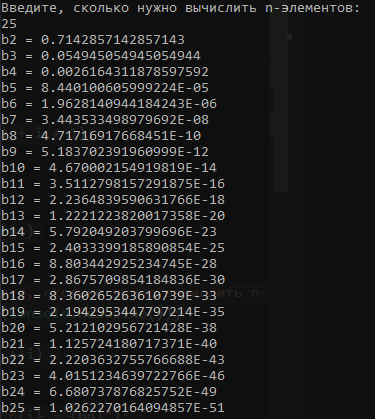 Введите, сколько нужно вычислить n-элементов:
25
b2 = 0.7142857142857143
b3 = 0.054945054945054944
b4 = 0.0026164311878597592
b5 = 8.440100605999224E-05
b6 = 1.9628140944184243E-06
b7 = 3.443533498979692E-08
b8 = 4.71716917668451E-10
b9 = 5.183702391960999E-12
b10 = 4.670002154919819E-14
b11 = 3.5112798157291875E-16
b12 = 2.2364839590631766E-18
b13 = 1.2221223820017358E-20
b14 = 5.792049203799696E-23
b15 = 2.4033991859890854E-25
b16 = 8.803442925234745E-28
b17 = 2.8675709854184836E-30
b18 = 8.360265263610739E-33
b19 = 2.1942953447797214E-35
b20 = 5.212102956721428E-38
b21 = 1.125724180717371E-40
b22 = 2.2203632755766688E-43
b23 = 4.0151234639722766E-46
b24 = 6.680737876825752E-49
b25 = 1.0262270164094857E-51